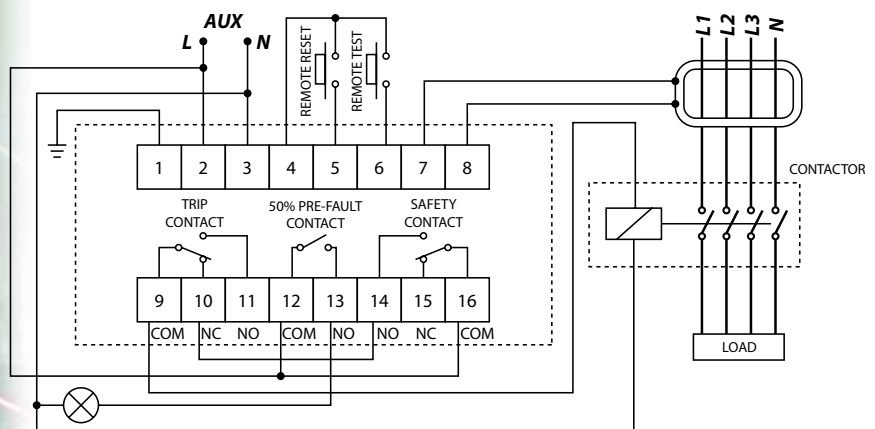 AUX
L N
REMOTE RESET
REMOTE TEST
L1 L2 L3 N
1 2 3 4 5 6 7 8
CONTACTOR
TRIP
CONTACT
50% PRE-FAULT
CONTACT
SAFETY
CONTACT
9 10 11 12 13 14 15 16
COM NC NO COM NO NO NC COM
LOAD